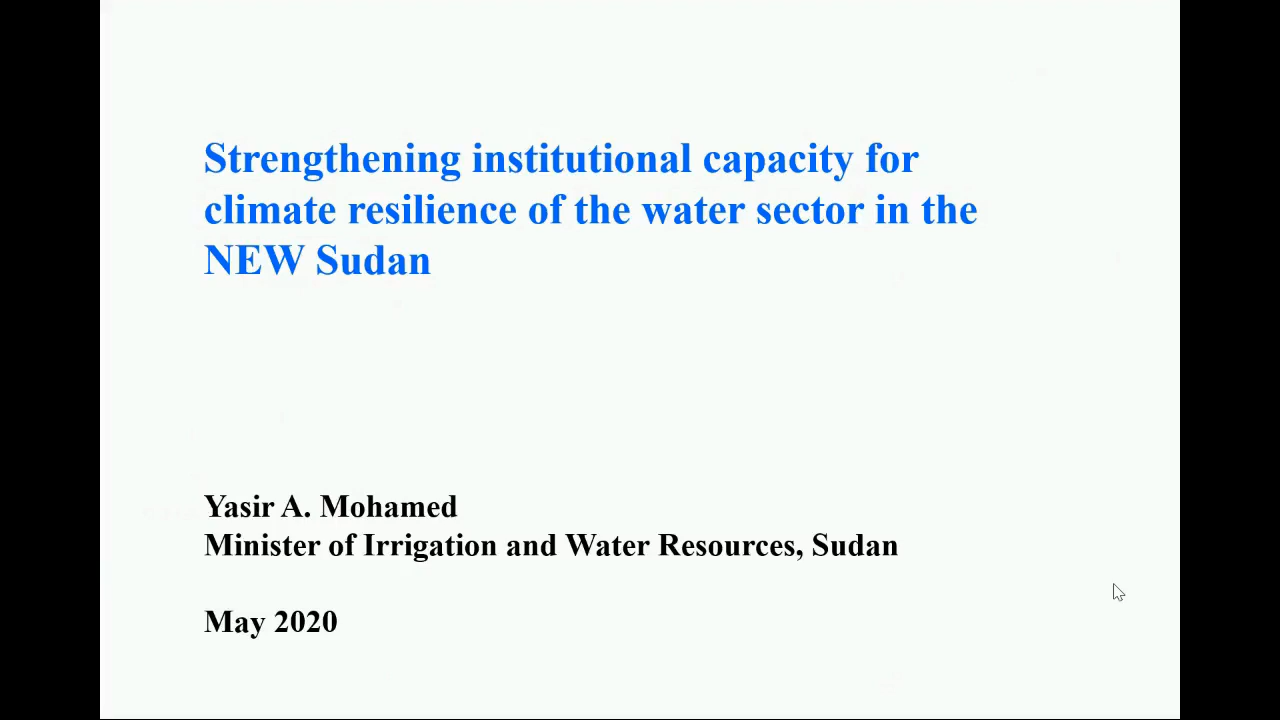 Strengthening institutional capacity for
climate resilience of the water sector in the
NEW Sudan
Yasir A. Mohamed
Minister of Irrigation and Water Resources, Sudan
May 2020